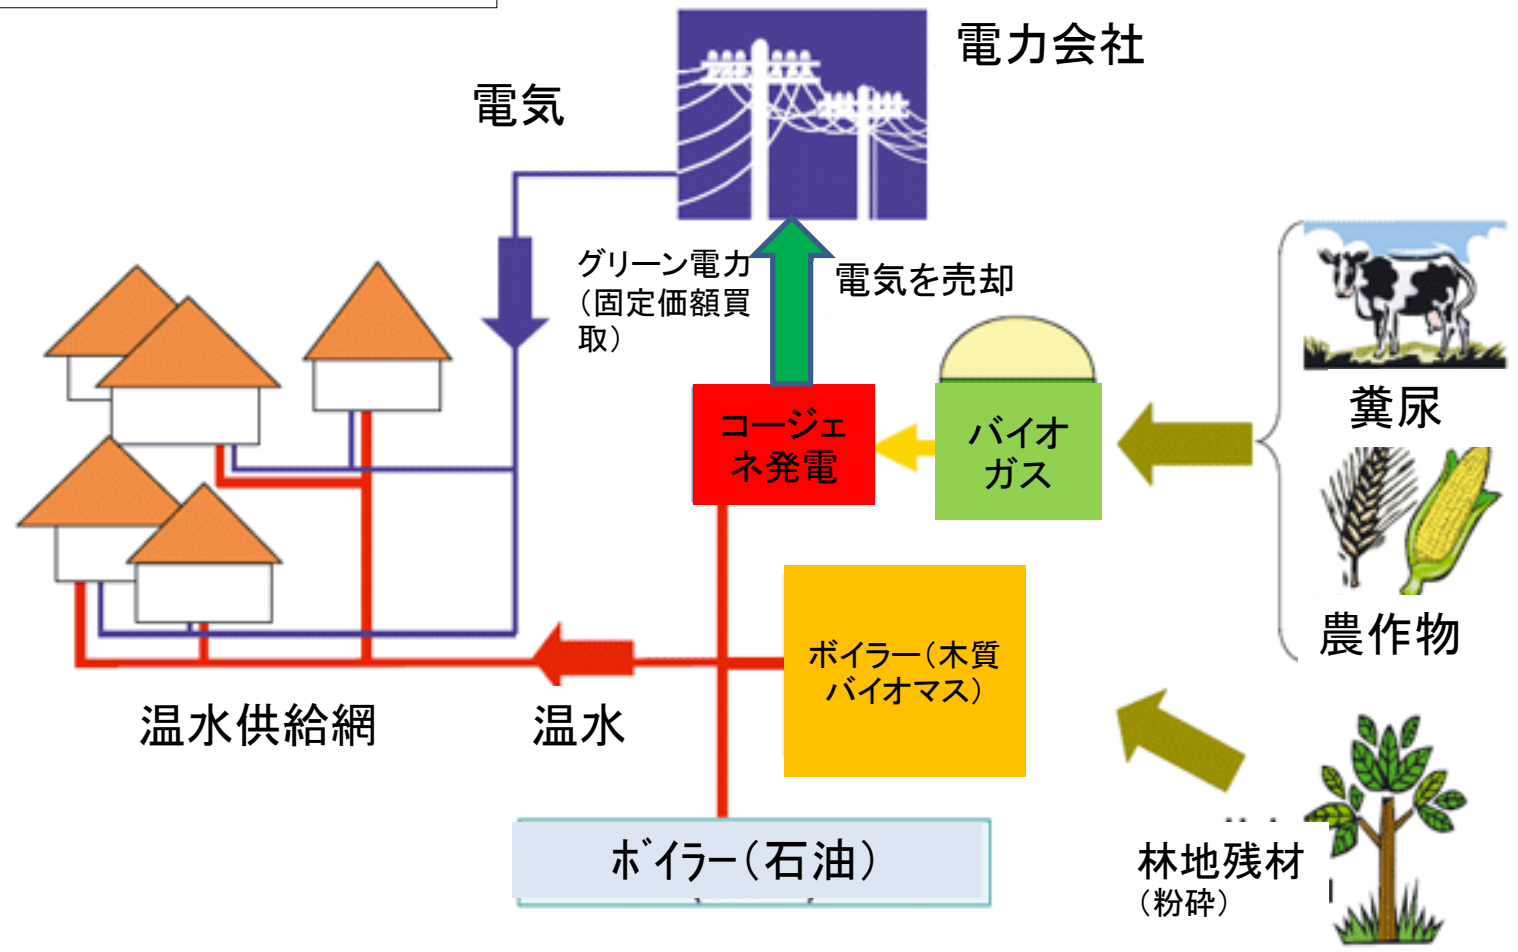 電力会社
電気
グリーン電力
（固定価額買
取）
電気を売却
コージェ
ネ発電
バイオ
ガス
糞尿
農作物
ボイラー（木質
バイオマス）
温水供給網
温水
ﾎﾞｲﾗｰ（石油）
林地残材
（粉砕）